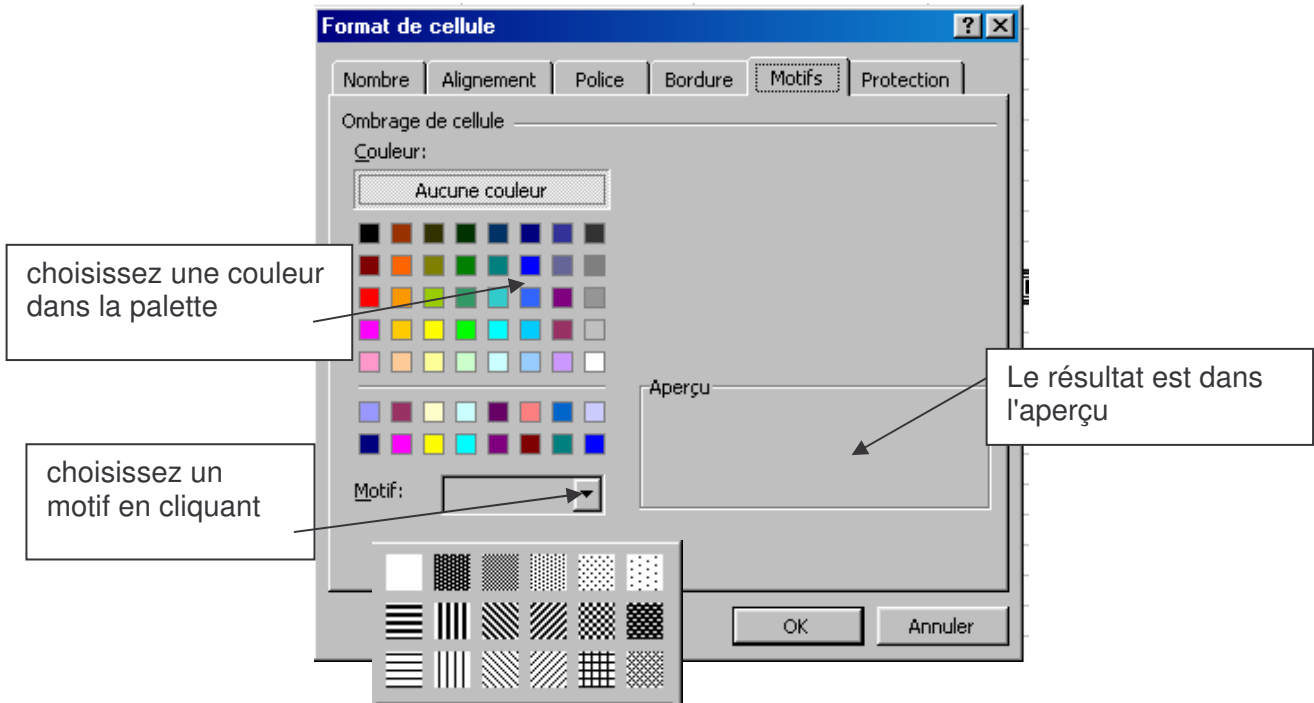 Format de cellule
Nombre Alignement Police Bordure Motifs Protection
Ombrage de cellule
Couleur:
Aucune couleur
choisissez une couleur
dans la palette
Aperçu
Le résultat est dans
l'aperçu
choisissez un
motif en cliquant
Motif:
OK Annuler